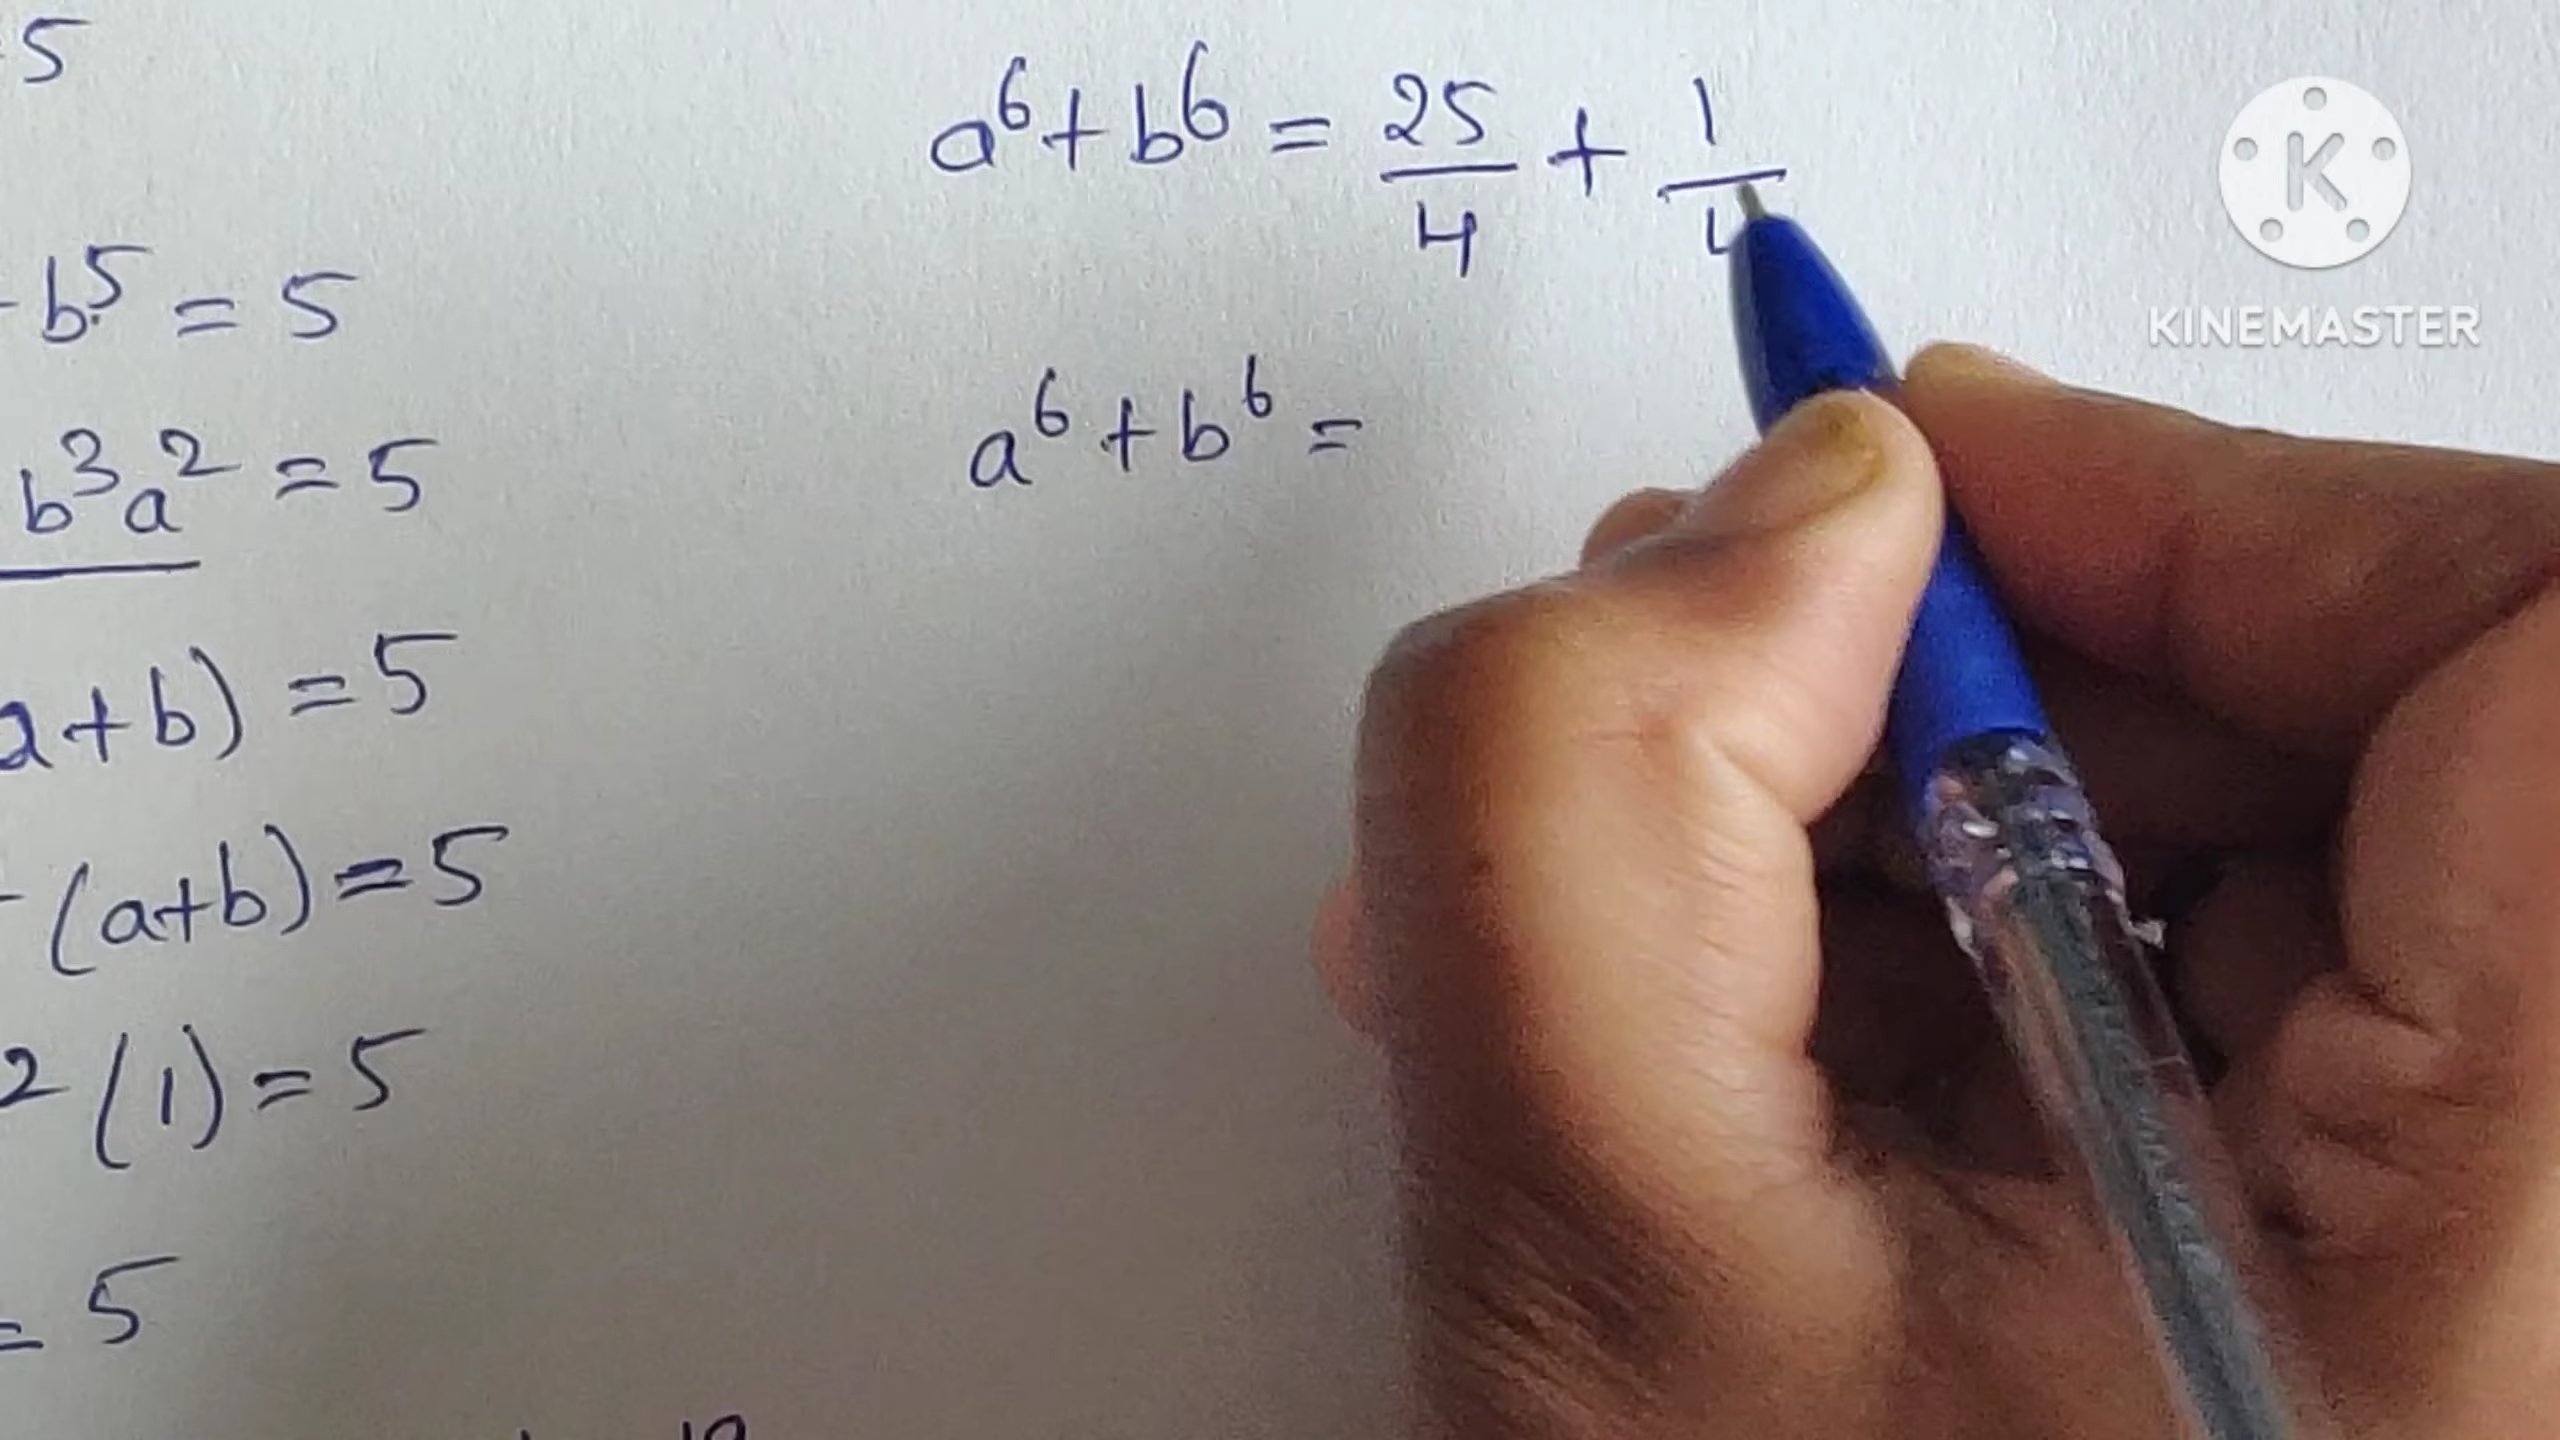 5
a⁶ + b⁶ = 25/4 + 1/4
b⁵ = 5
a⁶ + b⁶ =
b³a² = 5
a + b) = 5
(a+b) = 5
² (1) = 5
= 5
K
KINEMASTER